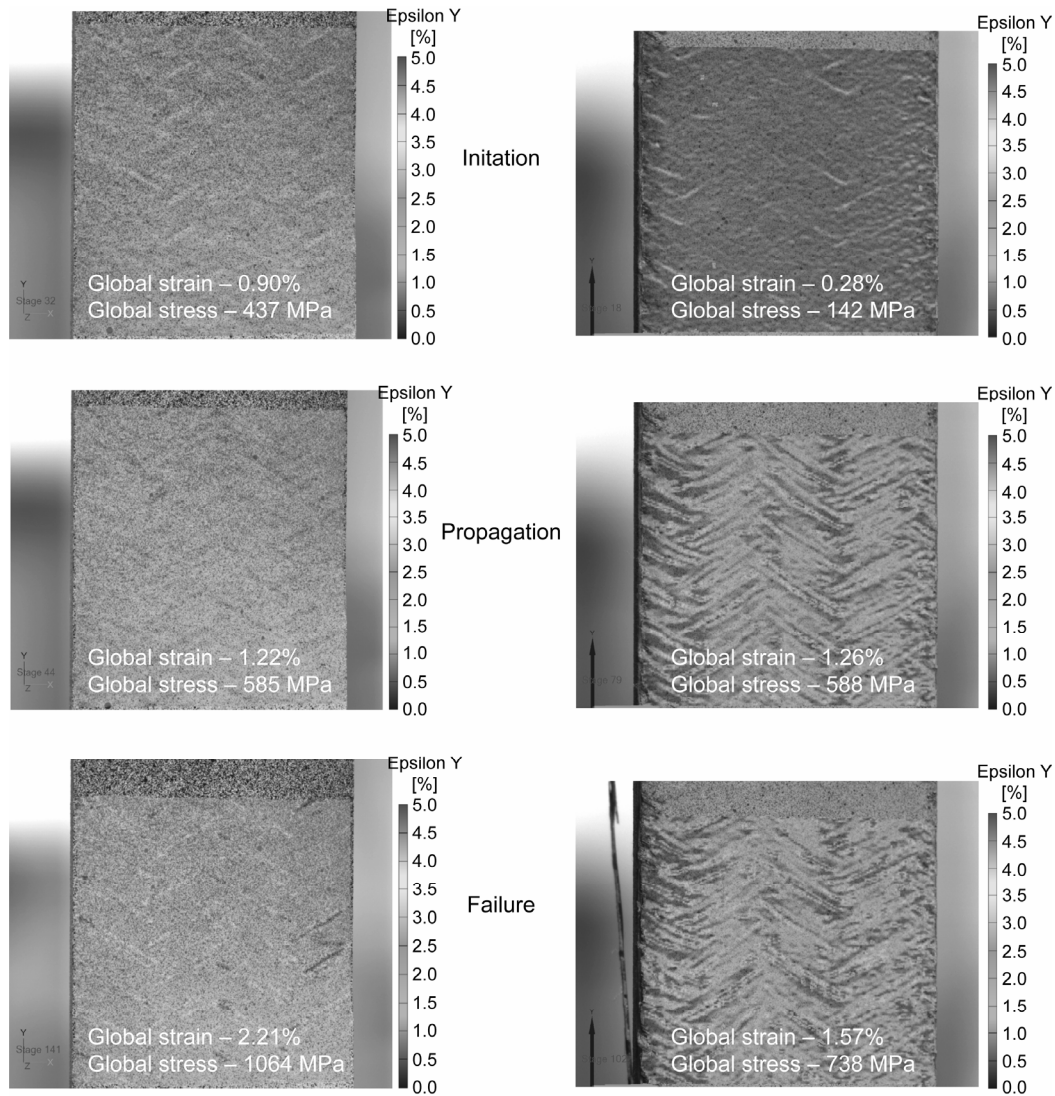 Epsilon Y
[%]
5.0
4.5
4.0
3.5
3.0
2.5
2.0
1.5
1.0
0.5
0.0
Y
Stage 32
Z X
Global strain – 0.90%
Global stress – 437 MPa
Initation
Epsilon Y
[%]
5.0
4.5
4.0
3.5
3.0
2.5
2.0
1.5
1.0
0.5
0.0
Y
Global strain – 0.28%
Global stress – 142 MPa
Epsilon Y
[%]
5.0
4.5
4.0
3.5
3.0
2.5
2.0
1.5
1.0
0.5
0.0
Y
Stage 44
Z X
Global strain – 1.22%
Global stress – 585 MPa
Propagation
Epsilon Y
[%]
5.0
4.5
4.0
3.5
3.0
2.5
2.0
1.5
1.0
0.5
0.0
Y
Global strain – 1.26%
Global stress – 588 MPa
Epsilon Y
[%]
5.0
4.5
4.0
3.5
3.0
2.5
2.0
1.5
1.0
0.5
0.0
Y
Stage 141
Z X
Global strain – 2.21%
Global stress – 1064 MPa
Failure
Epsilon Y
[%]
5.0
4.5
4.0
3.5
3.0
2.5
2.0
1.5
1.0
0.5
0.0
Y
Global strain – 1.57%
Global stress – 738 MPa